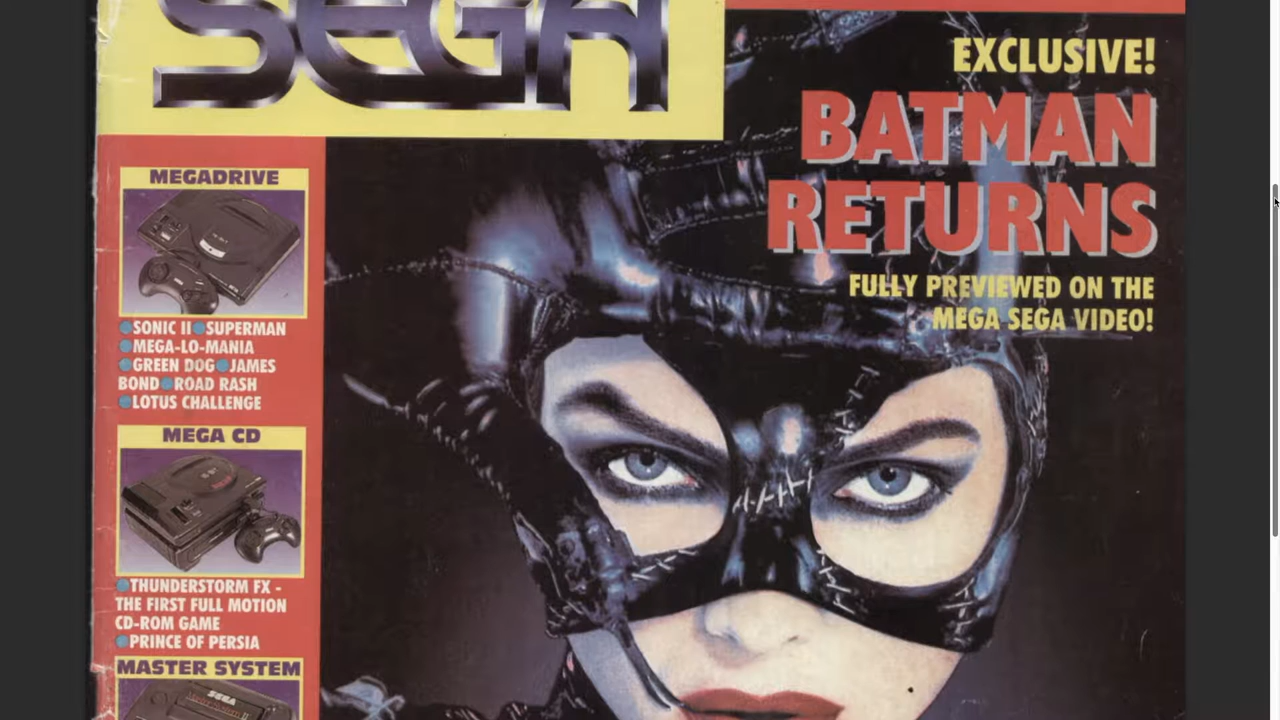 SEGA
EXCLUSIVE!
BATMAN
RETURNS
FULLY PREVIEWED ON THE
MEGA SEGA VIDEO!
MEGADRIVE
●SONIC II●SUPERMAN
●MEGA-LO-MANIA
●GREEN DOG●JAMES
BOND●ROAD RASH
●LOTUS CHALLENGE
MEGA CD
●THUNDERSTORM FX -
THE FIRST FULL MOTION
CD-ROM GAME
●PRINCE OF PERSIA
MASTER SYSTEM
SEGA